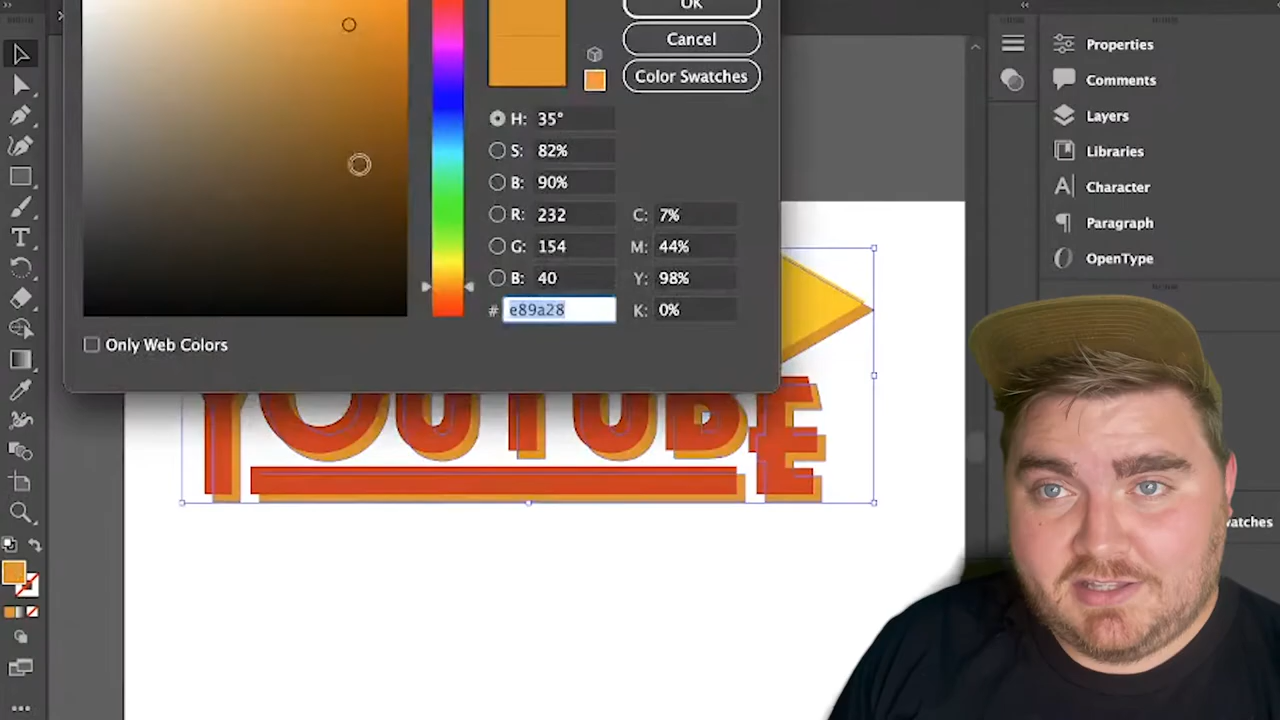 OK
Cancel
Color Swatches
H: 35°
S: 82%
B: 90%
R: 232
G: 154
B: 40
# e89a28
C: 7%
M: 44%
Y: 98%
K: 0%
Only Web Colors
Properties
Comments
Layers
Libraries
Character
Paragraph
OpenType
watches
YOUTUBE